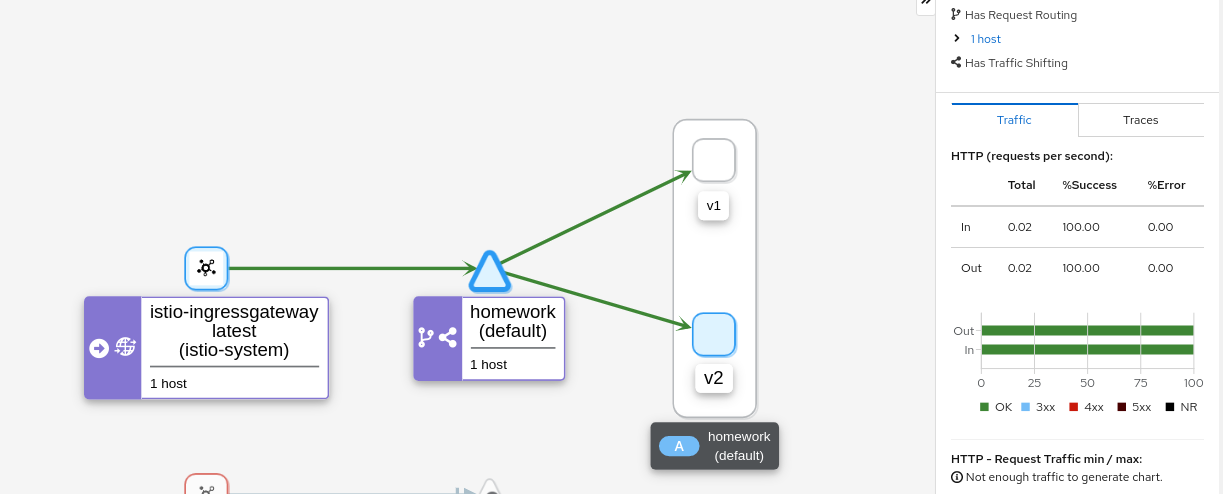 Has Request Routing
1 host
Has Traffic Shifting
Traffic
Traces
HTTP (requests per second):
Total %Success %Error
In 0.02 100.00 0.00
Out 0.02 100.00 0.00
Out
In
0 25 50 75 100
OK 3xx 4xx 5xx NR
HTTP - Request Traffic min / max:
Not enough traffic to generate chart.
v1
istio-ingressgateway
latest
(istio-system)
1 host
homework
(default)
1 host
v2
A
homework
(default)